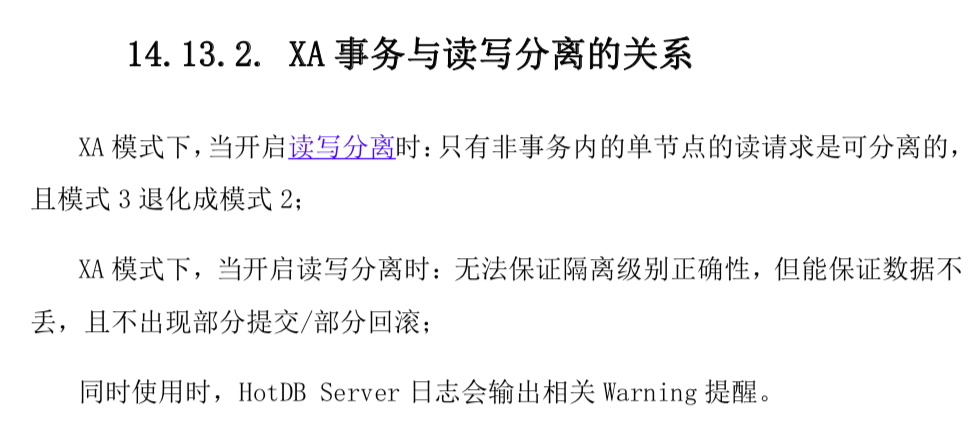 14.13.2. XA 事务与读写分离的关系
XA 模式下，当开启读写分离时：只有非事务内的单节点的读请求是可分离的，
且模式 3 退化成模式 2；
XA 模式下，当开启读写分离时：无法保证隔离级别正确性，但能保证数据不
丢，且不出现部分提交/部分回滚；
同时使用时，HotDB Server 日志会输出相关 Warning 提醒。